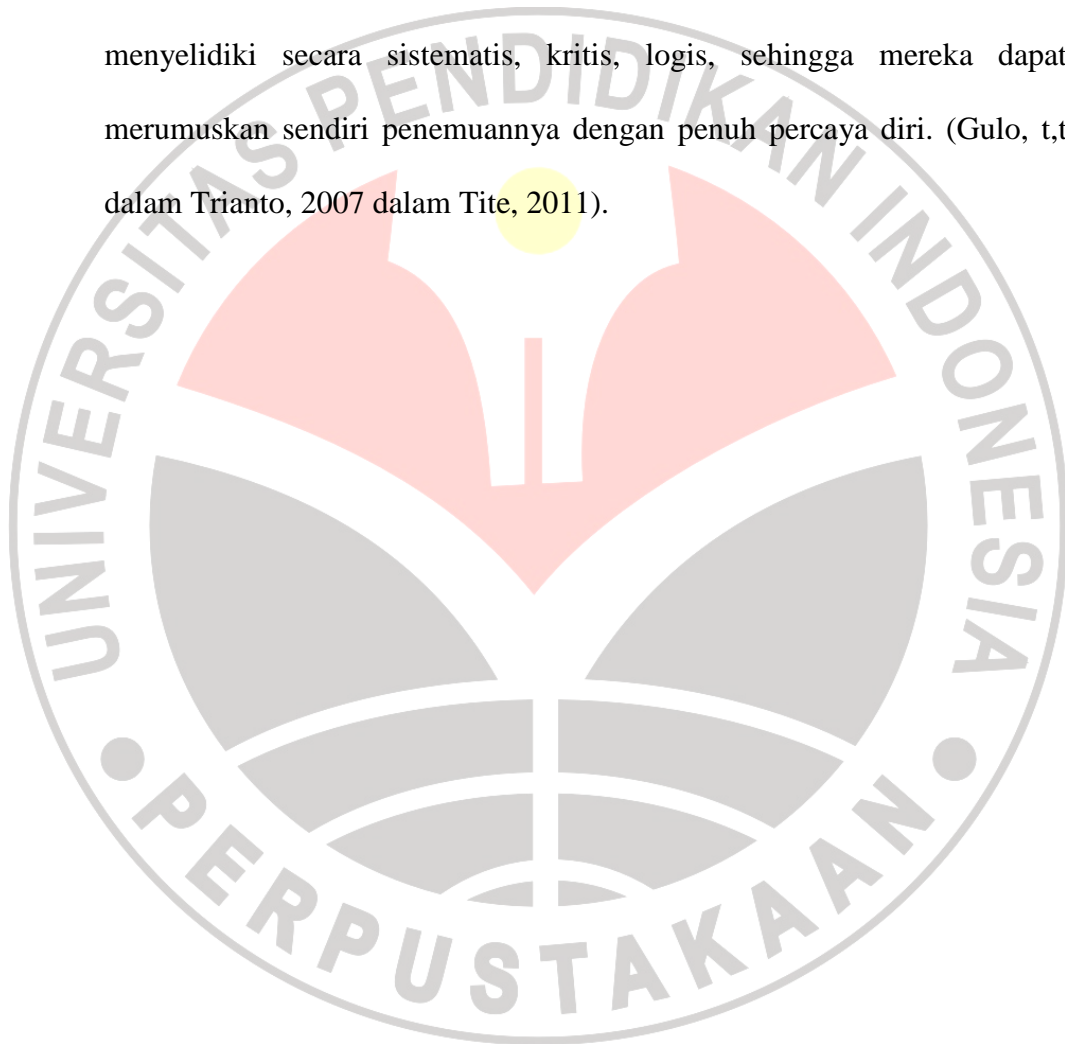 menyelidiki secara sistematis, kritis, logis, sehingga mereka dapat
merumuskan sendiri penemuannya dengan penuh percaya diri. (Gulo, t,t
dalam Trianto, 2007 dalam Tite, 2011).
UNIVERSITAS PENDIDIKAN INDONESIA
PERPUSTAKAAN